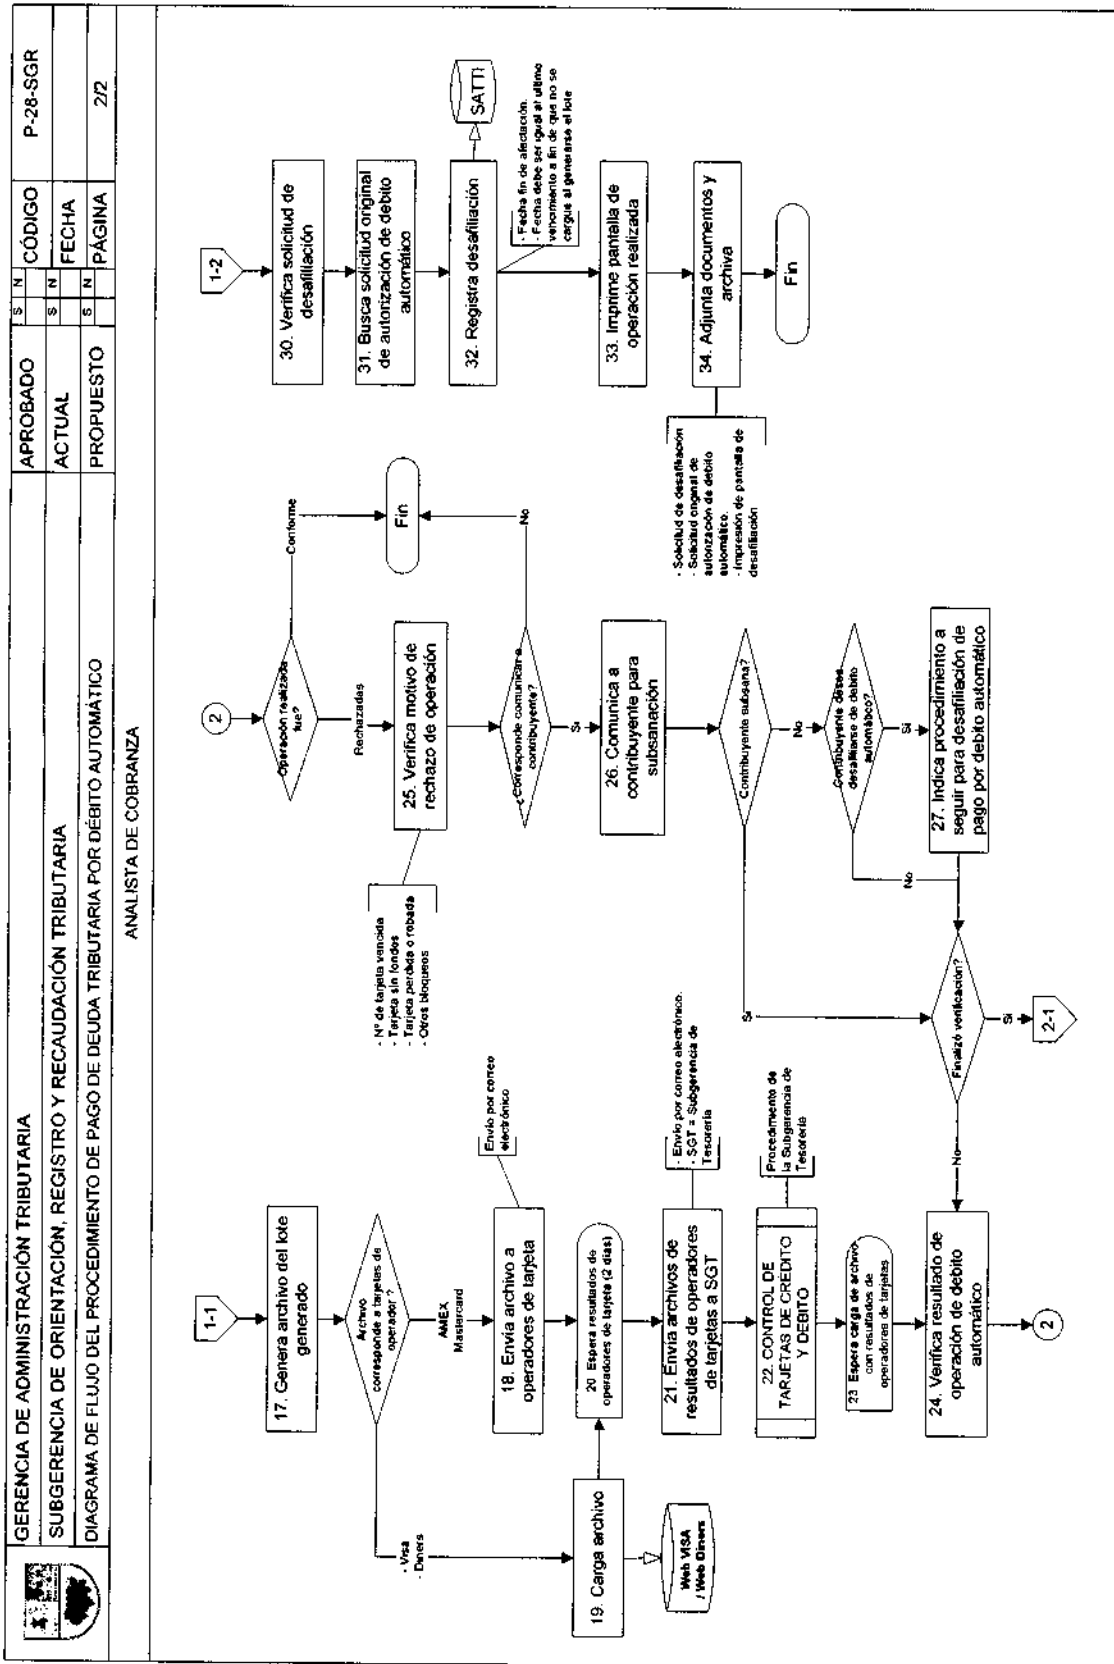 GERENCIA DE ADMINISTRACIÓN TRIBUTARIA
APROBADO
S N
CÓDIGO
P-28-SGR
SUBGERENCIA DE ORIENTACIÓN, REGISTRO Y RECAUDACIÓN TRIBUTARIA
ACTUAL
S N
FECHA
DIAGRAMA DE FLUJO DEL PROCEDIMIENTO DE PAGO DE DEUDA TRIBUTARIA POR DÉBITO AUTOMÁTICO
PROPUESTO
S N
PÁGINA
2/2
ANALISTA DE COBRANZA
1-1
17. Genera archivo del lote
generado
Archivo
corresponde a tarjetas de
operador?
- Visa
- Diners
AMEX
Mastercard
18. Envía archivo a
operadores de tarjeta
Envío por correo
electrónico
19. Carga archivo
Web VISA
/ Web Diners
20 Espera resultados de
operadores de tarjeta (2 días)
21. Envía archivos de
resultados de operadores
de tarjetas a SGT
- Envío por correo electrónico.
- SGT = Subgerencia de
Tesorería
22. CONTROL DE
TARJETAS DE CRÉDITO
Y DEBITO
Procedimiento de
la Subgerencia de
Tesorería
23 Espera carga de archivo
con resultados de
operadores de tarjetas
24. Verifica resultado de
operación de debito
automático
2
2
Operación realizada
fue?
Conforme
Rechazadas
Fin
25. Verifica motivo de
rechazo de operación
- Nº de tarjeta vencida
- Tarjeta sin fondos
- Tarjeta perdida o robada
- Otros bloqueos
¿Corresponde comunicar a
contribuyente?
No
Si
26. Comunica a
contribuyente para
subsanación
Contribuyente subsana?
Si
No
Contribuyente desea
desafiliarse de debito
automático?
No
Si
27. Indica procedimiento a
seguir para desafiliación de
pago por debito automático
Finalizó verificación?
No
Si
2-1
1-2
30. Verifica solicitud de
desafiliación
31. Busca solicitud original
de autorización de debito
automático
32. Registra desafiliación
SATTI
- Fecha fin de afectación.
- Fecha debe ser igual al ultimo
vencimiento a fin de que no se
cargue al generarse el lote
33. Imprime pantalla de
operación realizada
34. Adjunta documentos y
archiva
- Solicitud de desafiliación
- Solicitud original de
autorización de debito
automático.
- Impresión de pantalla de
desafiliación
Fin